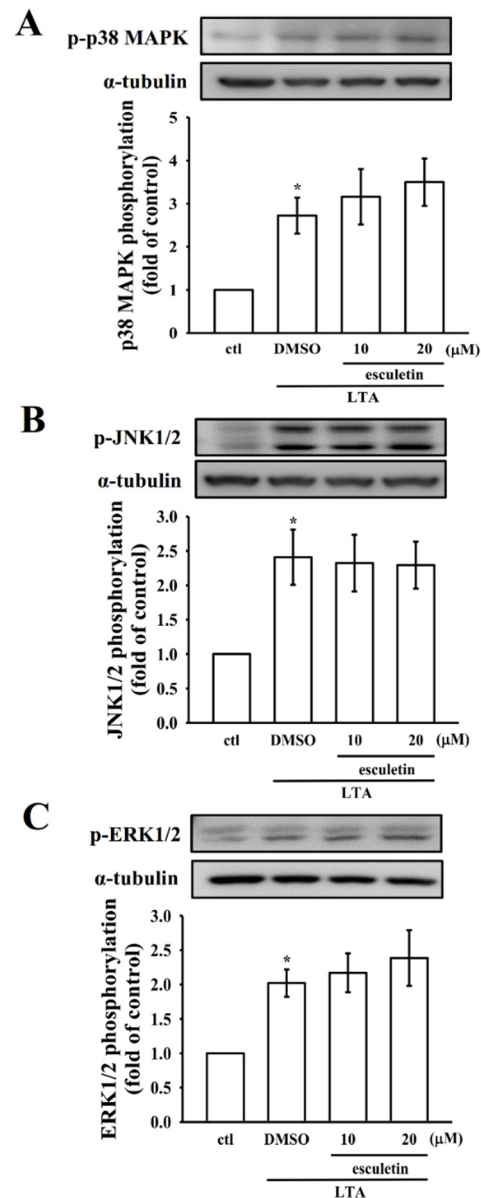 A
p-p38 MAPK
α-tubulin
p38 MAPK phosphorylation
(fold of control)
5
4
3
2
1
0
*
ctl DMSO 10 20 (μM)
esculetin
LTA
B
p-JNK1/2
α-tubulin
JNK1/2 phosphorylation
(fold of control)
3.0
2.5
2.0
1.5
1.0
0.5
0.0
*
ctl DMSO 10 20 (μM)
esculetin
LTA
C
p-ERK1/2
α-tubulin
ERK1/2 phosphorylation
(fold of control)
3.0
2.5
2.0
1.5
1.0
0.5
0.0
*
ctl DMSO 10 20 (μM)
esculetin
LTA